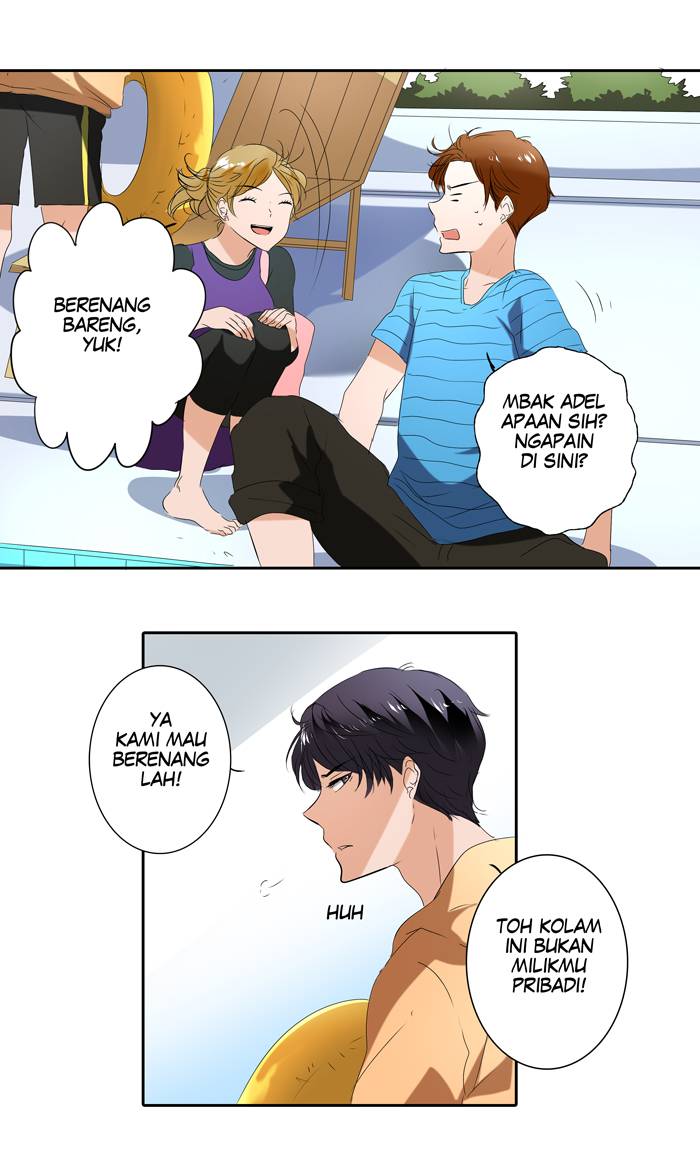 BERENANG
BARENG,
YUK!
MBAK ADEL
APAAN SIH?
NGAPAIN
DI SINI?
YA
KAMI MAU
BERENANG
LAH!
HUH
TOH KOLAM
INI BUKAN
MILIKMU
PRIBADI!